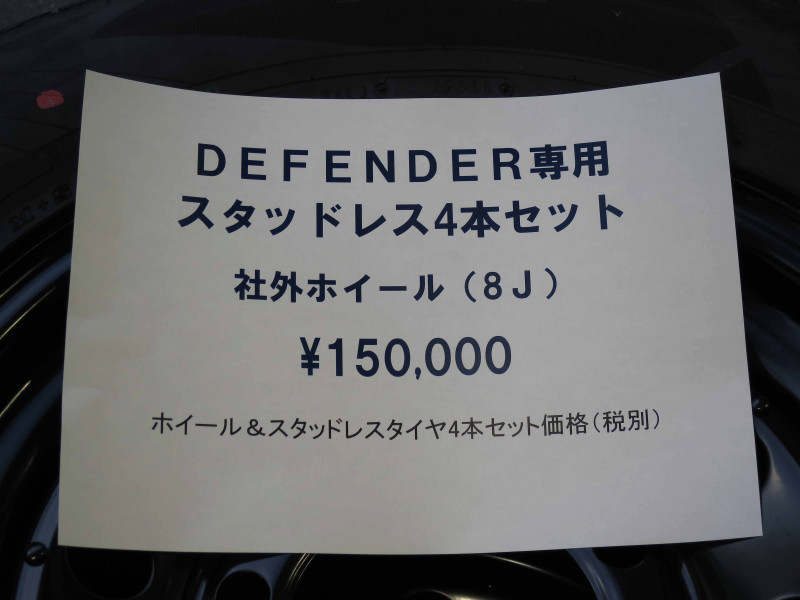 DEFENDER専用
スタッドレス4本セット
社外ホイール（8J）
¥150,000
ホイール＆スタッドレスタイヤ4本セット価格（税別）